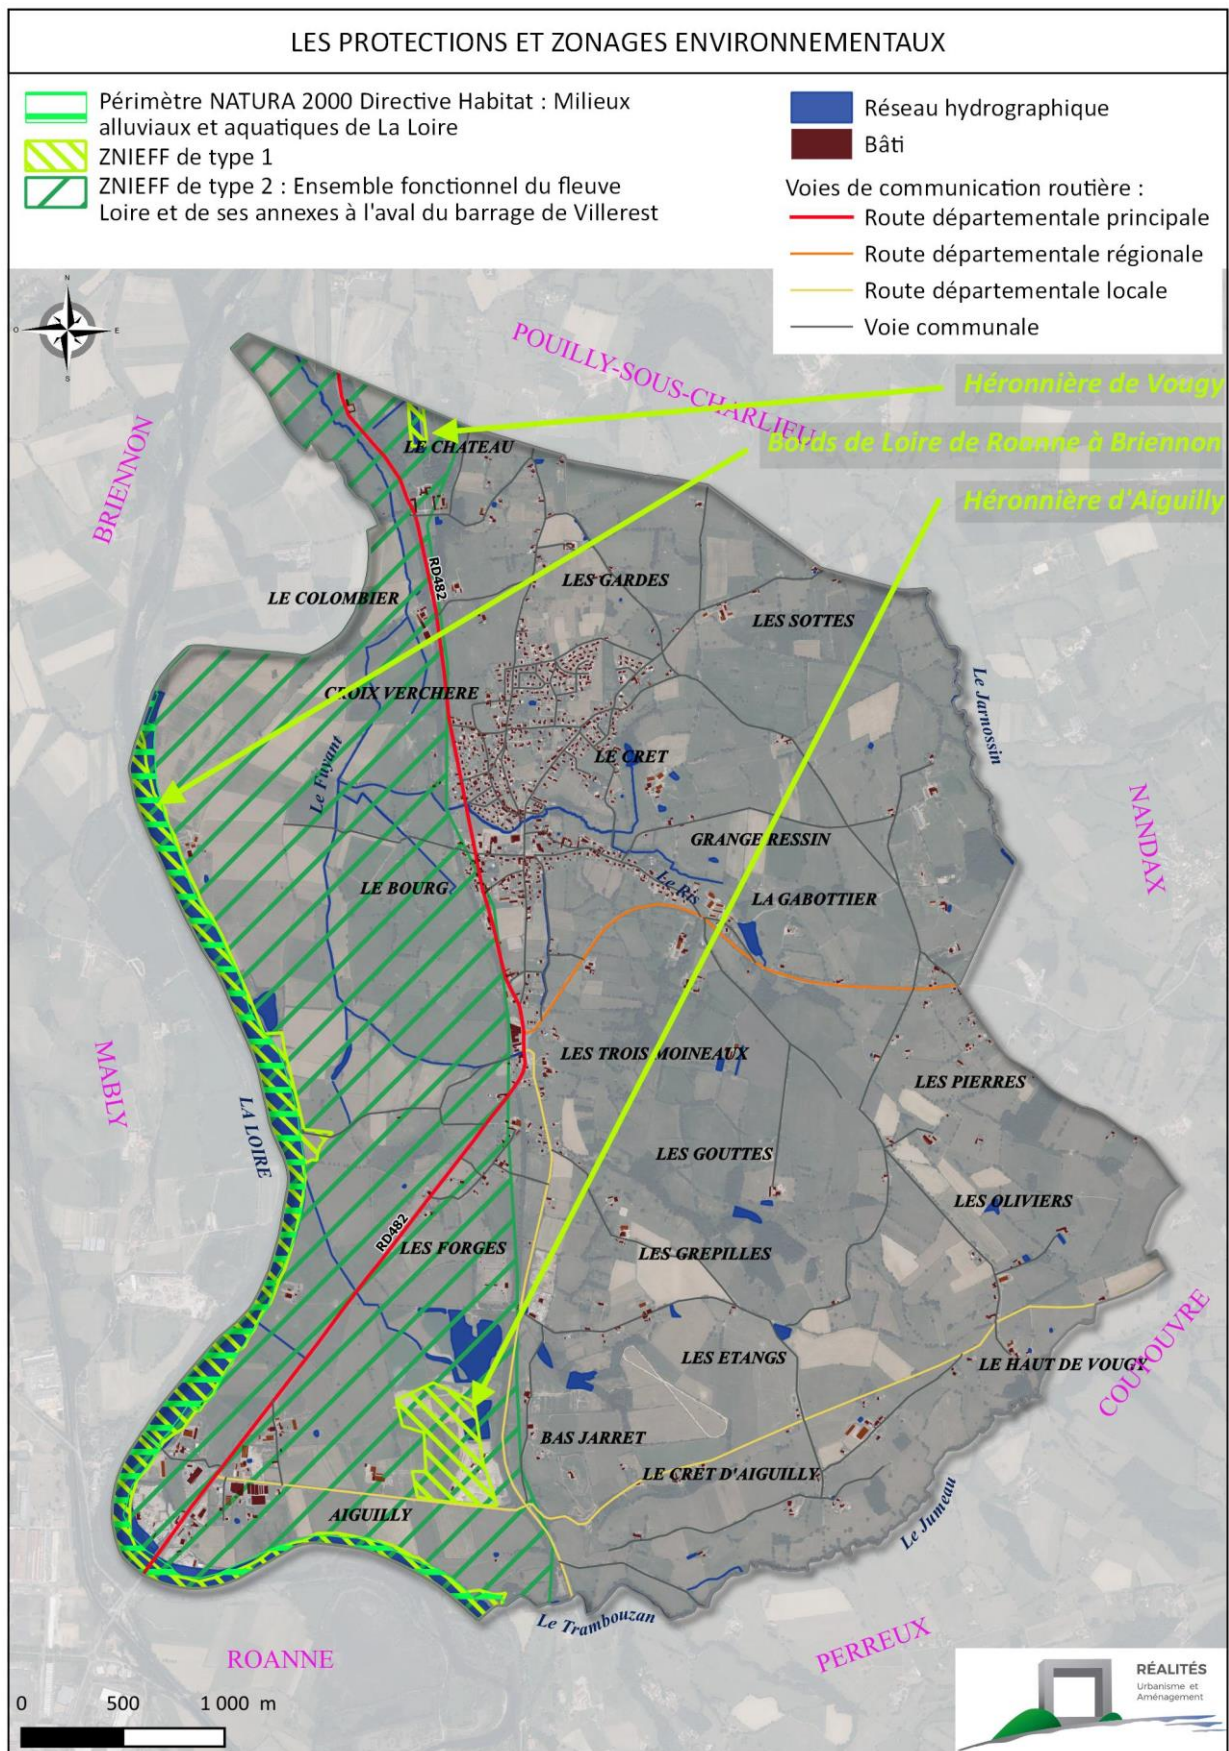 LES PROTECTIONS ET ZONAGES ENVIRONNEMENTAUX
Périmètre NATURA 2000 Directive Habitat : Milieux
alluviaux et aquatiques de La Loire
ZNIEFF de type 1
ZNIEFF de type 2 : Ensemble fonctionnel du fleuve
Loire et de ses annexes à l'aval du barrage de Villerest
Réseau hydrographique
Bâti
Voies de communication routière :
Route départementale principale
Route départementale régionale
Route départementale locale
Voie communale
N
O
E
S
POUILLY-SOUS-CHARLIEU
Héronnière de Vougy
Bords de Loire de Roanne à Briennon
Héronnière d'Aiguilly
BRIENNON
LE CHATEAU
RD482
LE COLOMBIER
LES GARDES
LES SOTTES
CROIX VERCHERE
Le Jarnossin
Le Fuyant
LE CRET
NANDAX
GRANGE RESSIN
LE BOURG
Le Ris
LA GABOTTIER
MABLY
LA LOIRE
LES TROIS MOINEAUX
LES PIERRES
LES GOUTTES
LES OLIVIERS
RD482
LES FORGES
LES GREPILLES
LES ETANGS
LE HAUT DE VOUGY
COUTOUVRE
BAS JARRET
LE CRET D'AIGUILLY
AIGUILLY
Le Jumeau
Le Trambouzan
ROANNE
PERREUX
0 500 1 000 m
RÉALITÉS
Urbanisme et
Aménagement